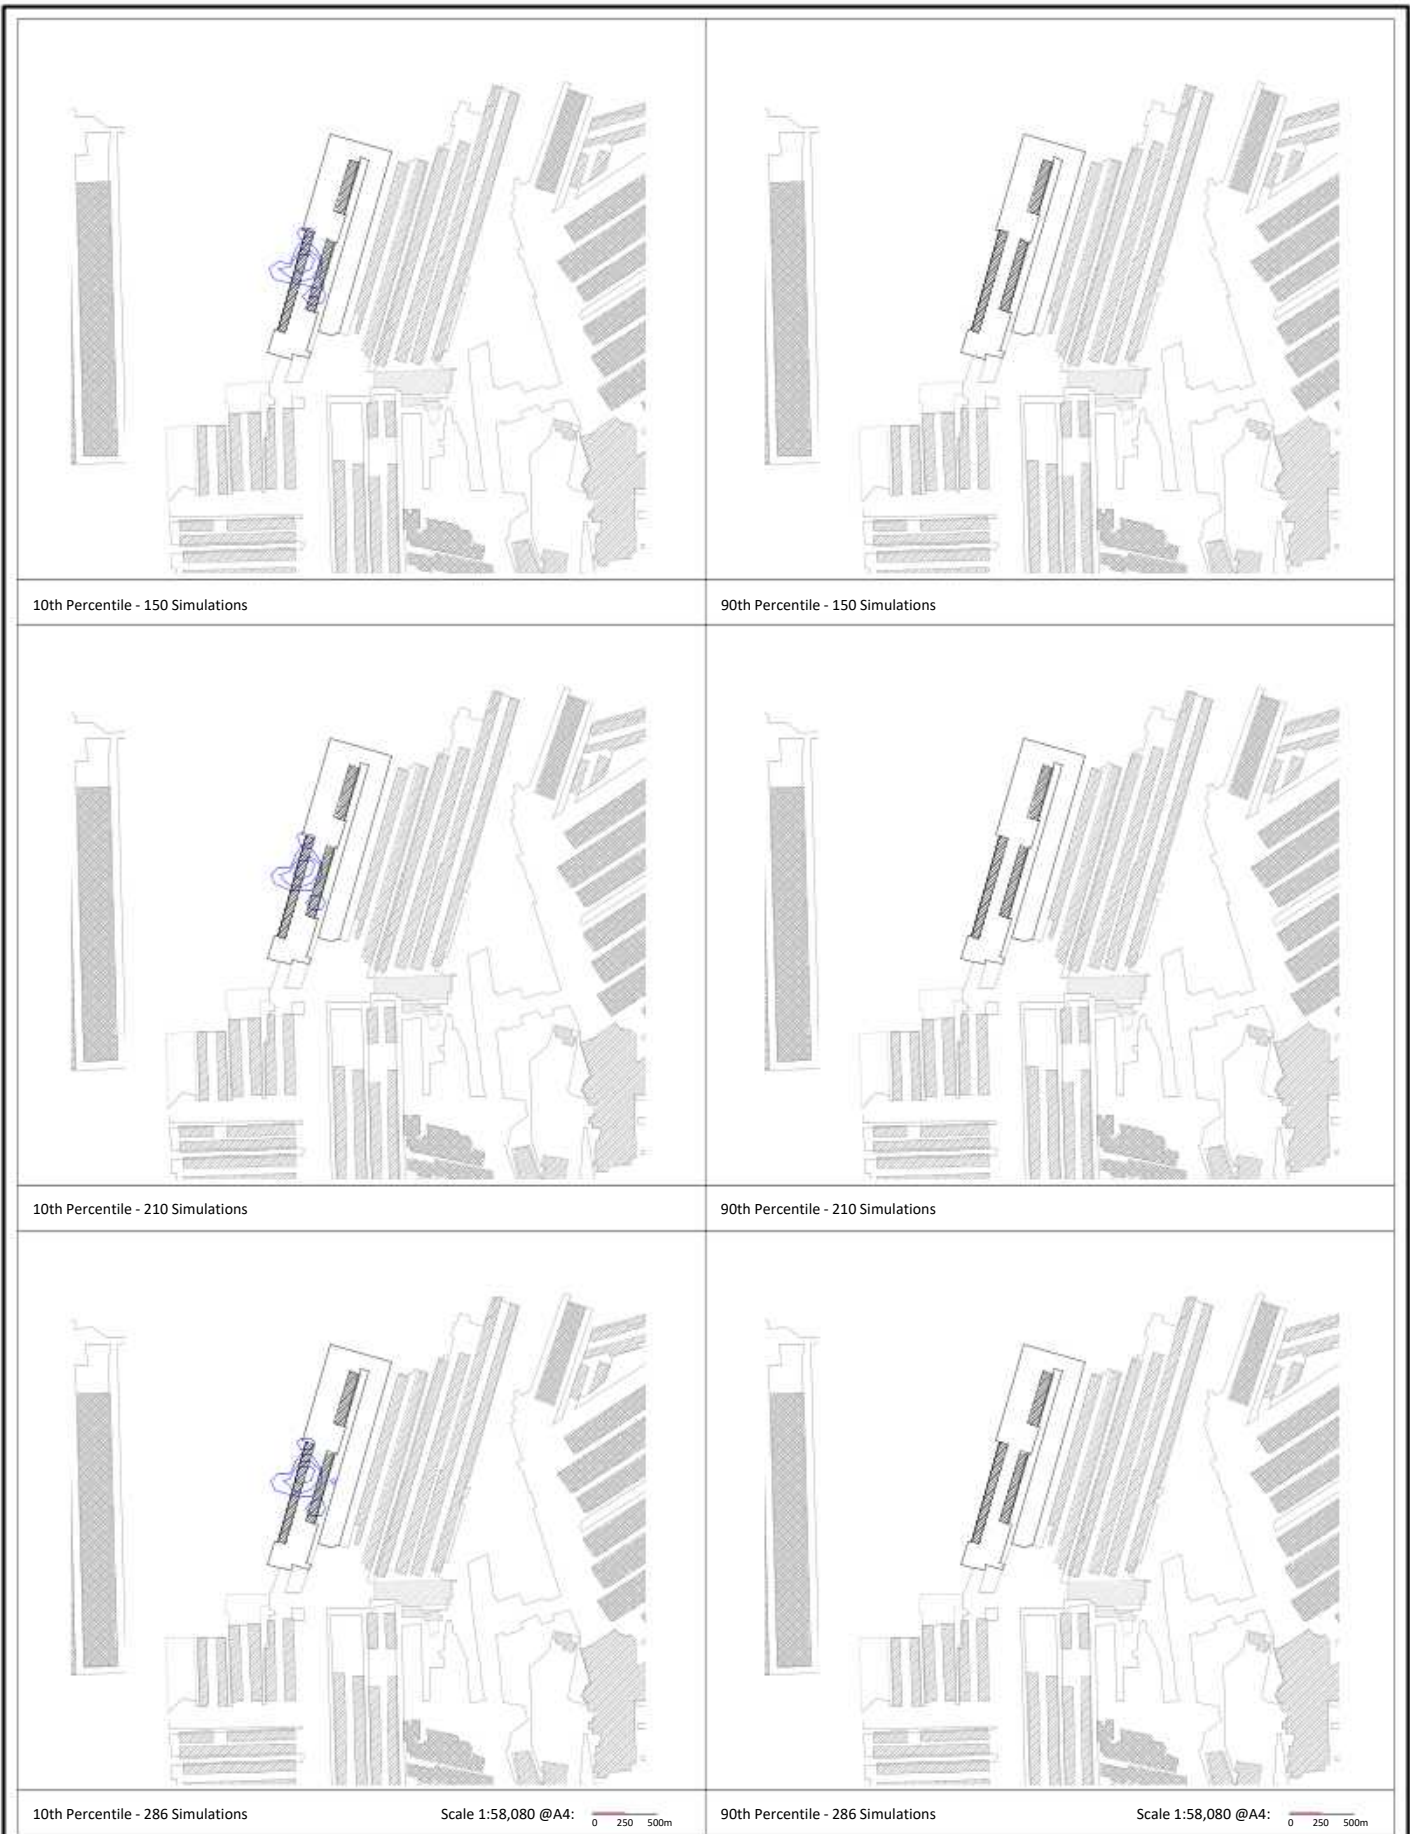 10th Percentile - 150 Simulations
90th Percentile - 150 Simulations
10th Percentile - 210 Simulations
90th Percentile - 210 Simulations
10th Percentile - 286 Simulations
Scale 1:58,080 @A4:
0 250 500m
90th Percentile - 286 Simulations
Scale 1:58,080 @A4:
0 250 500m